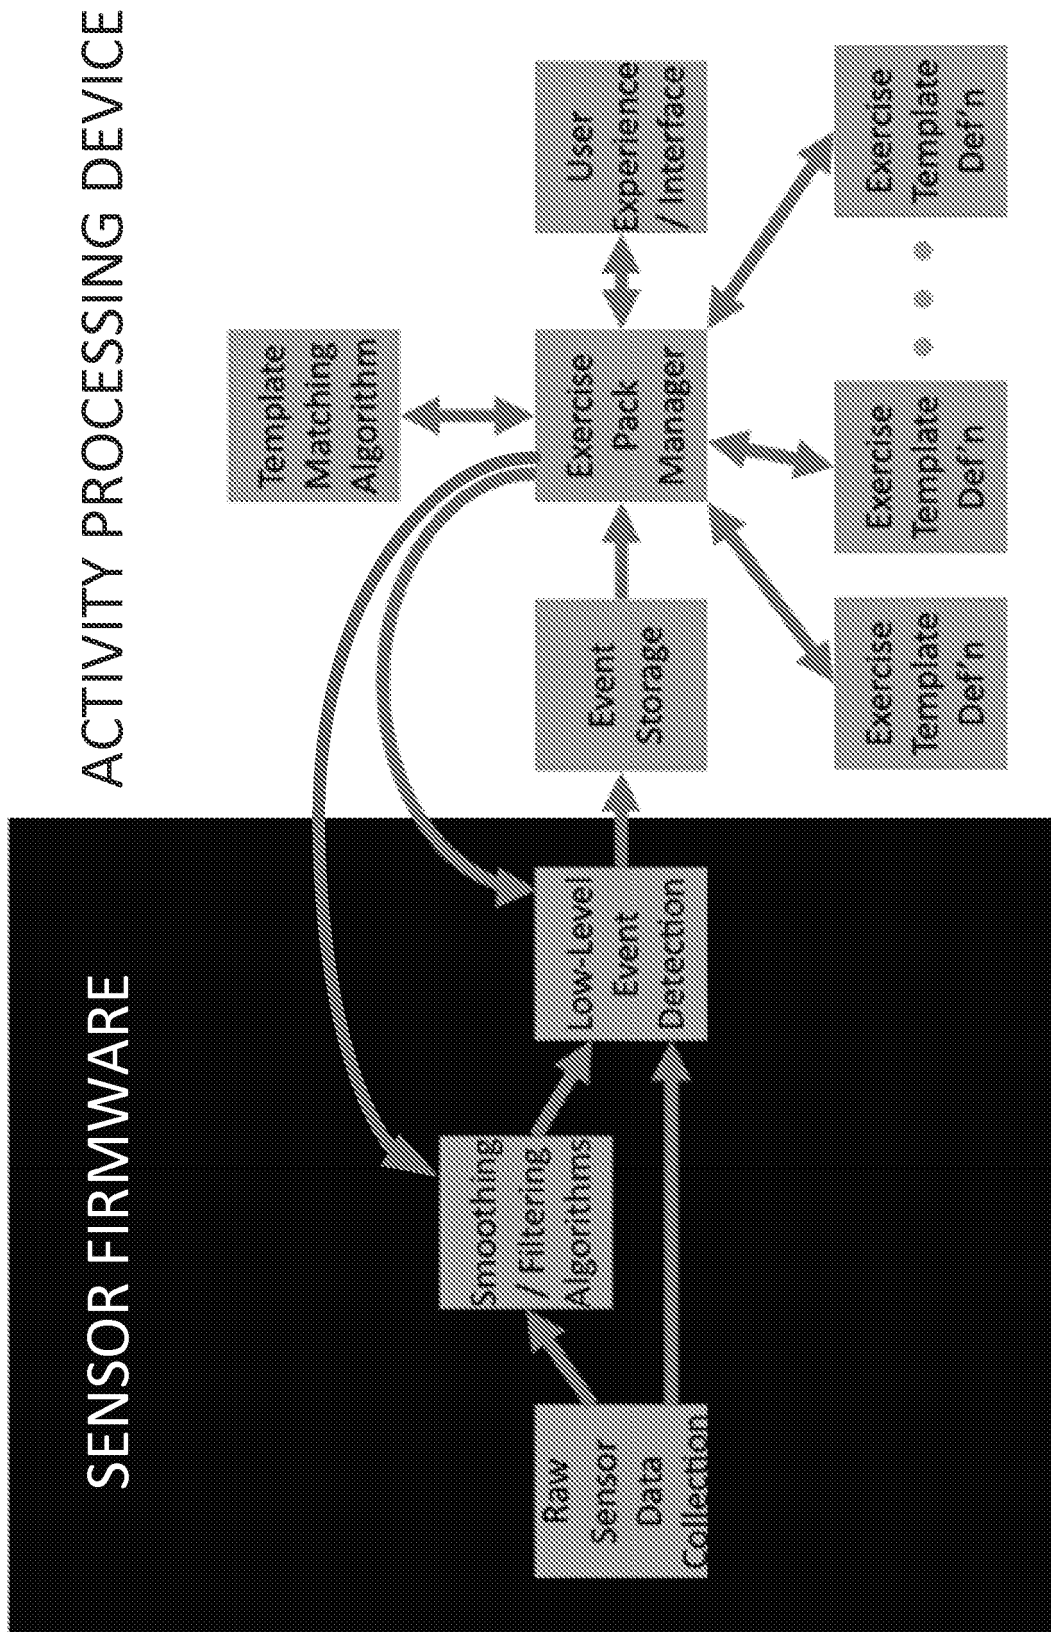 SENSOR FIRMWARE
ACTIVITY PROCESSING DEVICE
Raw
Sensor
Data
Collection
Smoothing
/ Filtering
Algorithms
Low-Level
Event
Detection
Event
Storage
Template
Matching
Algorithm
Exercise
Pack
Manager
User
Experience
/ Interface
Exercise
Template
Def'n
Exercise
Template
Def'n
Exercise
Template
Def'n